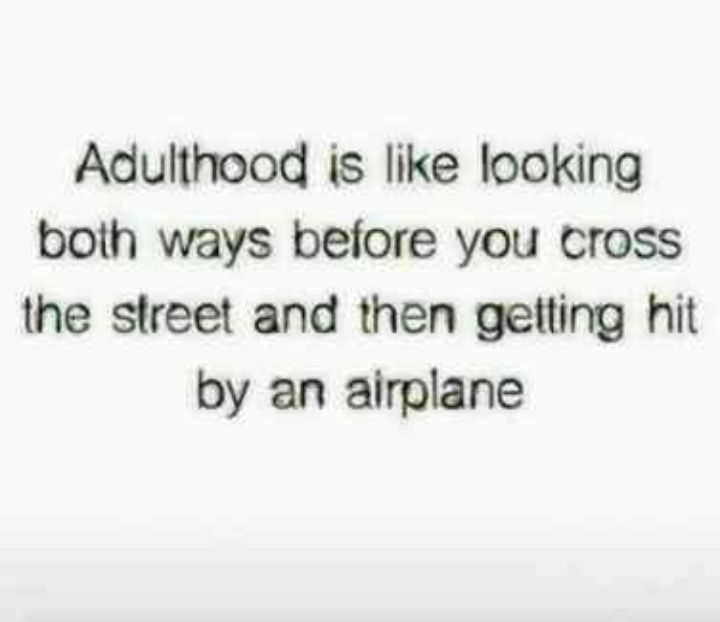 Adulthood is like looking
both ways before you cross
the street and then getting hit
by an airplane